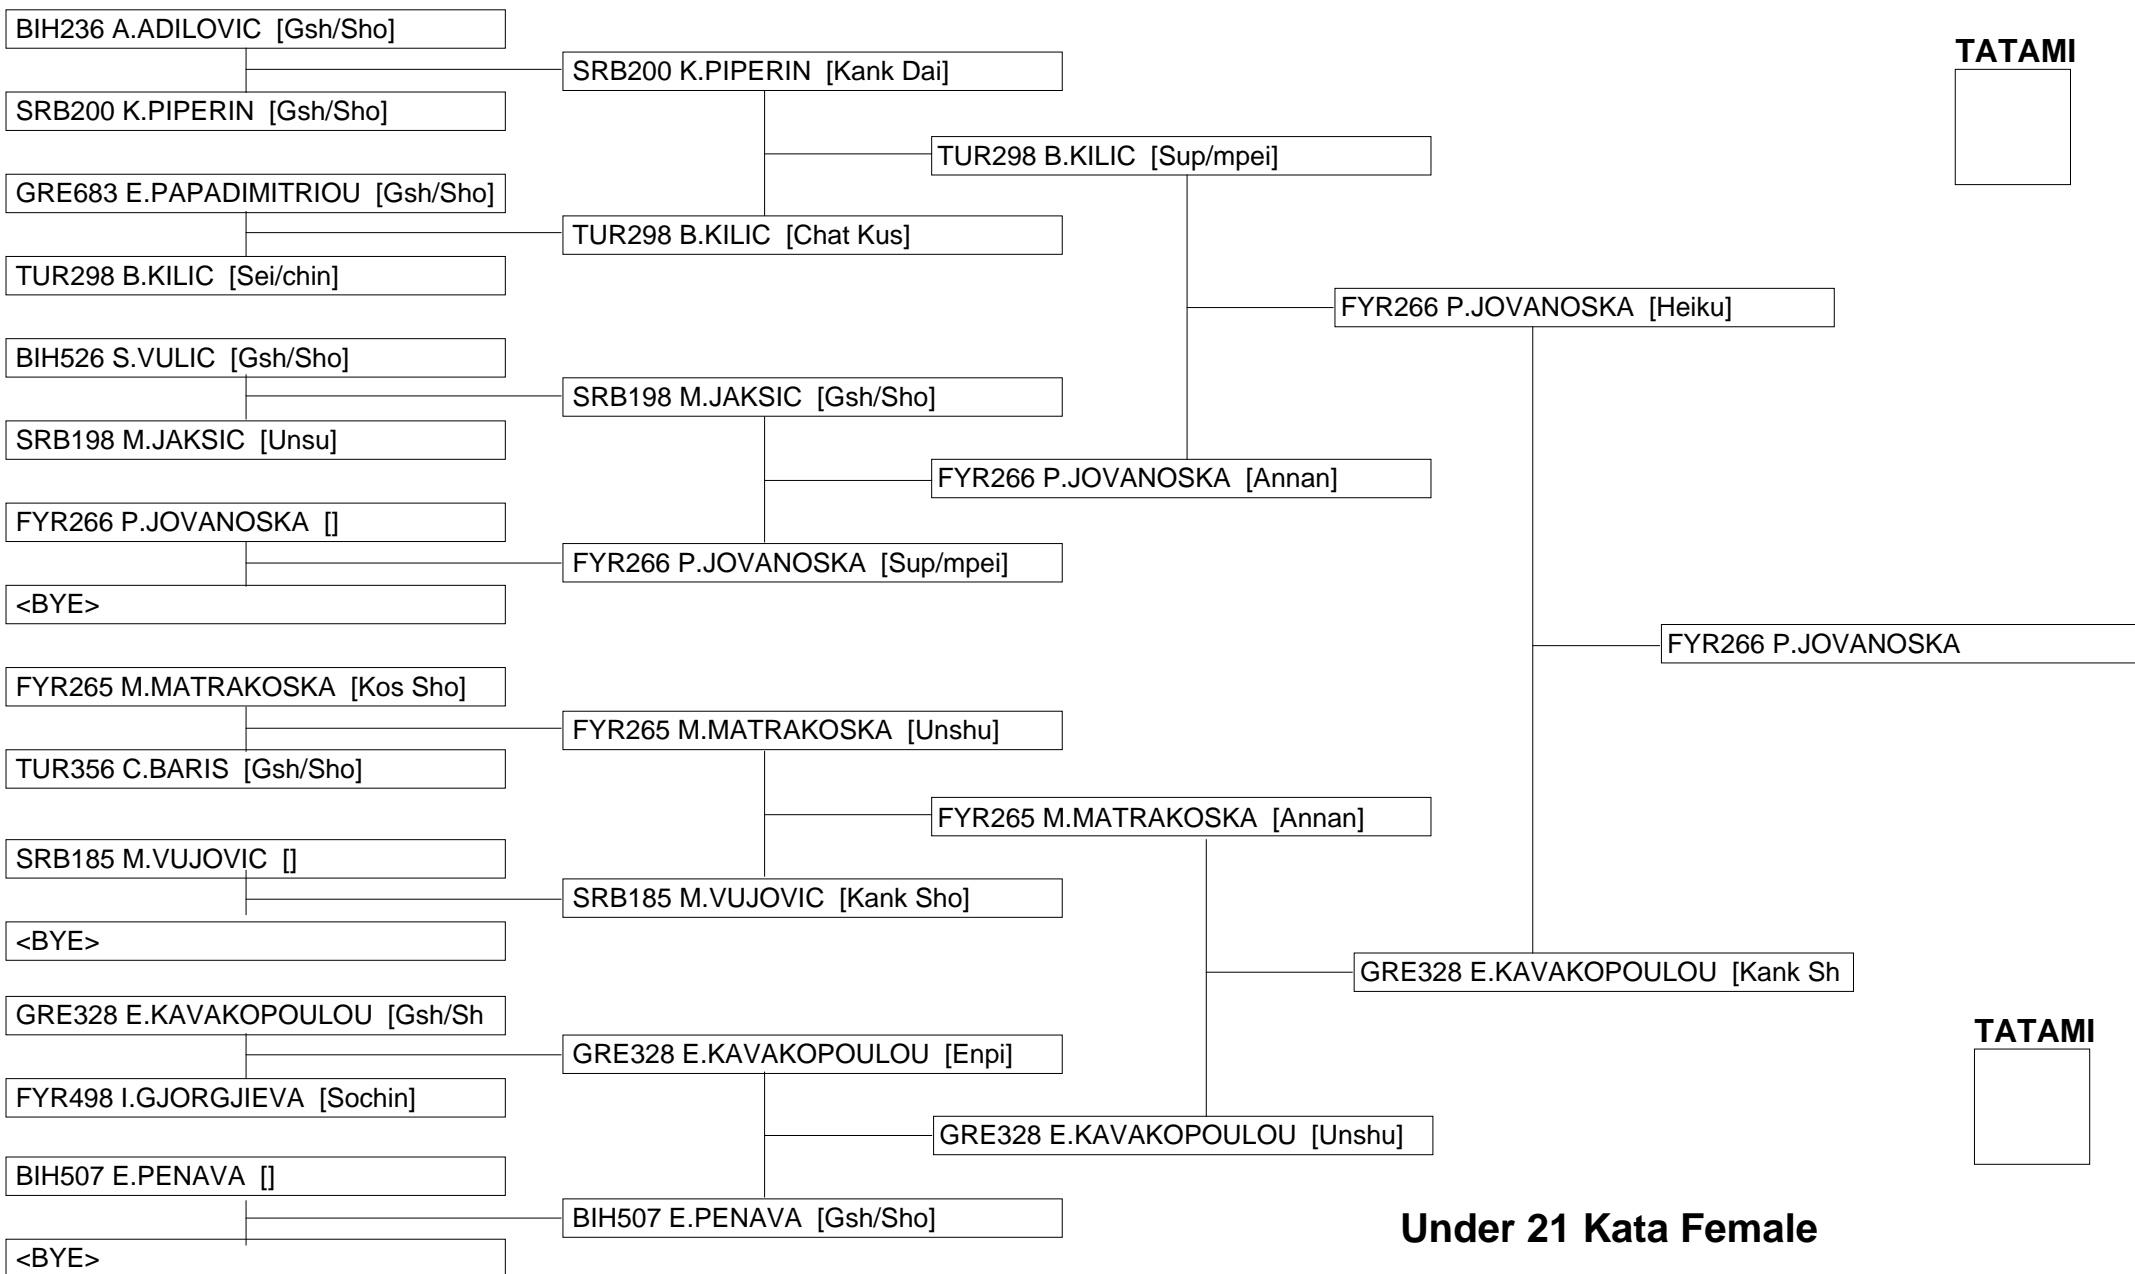 BIH236 A.ADILOVIC [Gsh/Sho]
SRB200 K.PIPERIN [Gsh/Sho]
GRE683 E.PAPADIMITRIOU [Gsh/Sho]
TUR298 B.KILIC [Sei/chin]
BIH526 S.VULIC [Gsh/Sho]
SRB198 M.JAKSIC [Unsu]
FYR266 P.JOVANOSKA []
<BYE>
FYR265 M.MATRAKOSKA [Kos Sho]
TUR356 C.BARIS [Gsh/Sho]
SRB185 M.VUJOVIC []
<BYE>
GRE328 E.KAVAKOPOULOU [Gsh/Sh
FYR498 I.GJORGJIEVA [Sochin]
BIH507 E.PENAVA []
<BYE>
SRB200 K.PIPERIN [Kank Dai]
TUR298 B.KILIC [Chat Kus]
SRB198 M.JAKSIC [Gsh/Sho]
FYR266 P.JOVANOSKA [Sup/mpei]
FYR265 M.MATRAKOSKA [Unshu]
SRB185 M.VUJOVIC [Kank Sho]
GRE328 E.KAVAKOPOULOU [Enpi]
BIH507 E.PENAVA [Gsh/Sho]
TUR298 B.KILIC [Sup/mpei]
FYR266 P.JOVANOSKA [Annan]
FYR265 M.MATRAKOSKA [Annan]
GRE328 E.KAVAKOPOULOU [Unshu]
FYR266 P.JOVANOSKA [Heiku]
GRE328 E.KAVAKOPOULOU [Kank Sh
FYR266 P.JOVANOSKA
TATAMI
TATAMI
Under 21 Kata Female